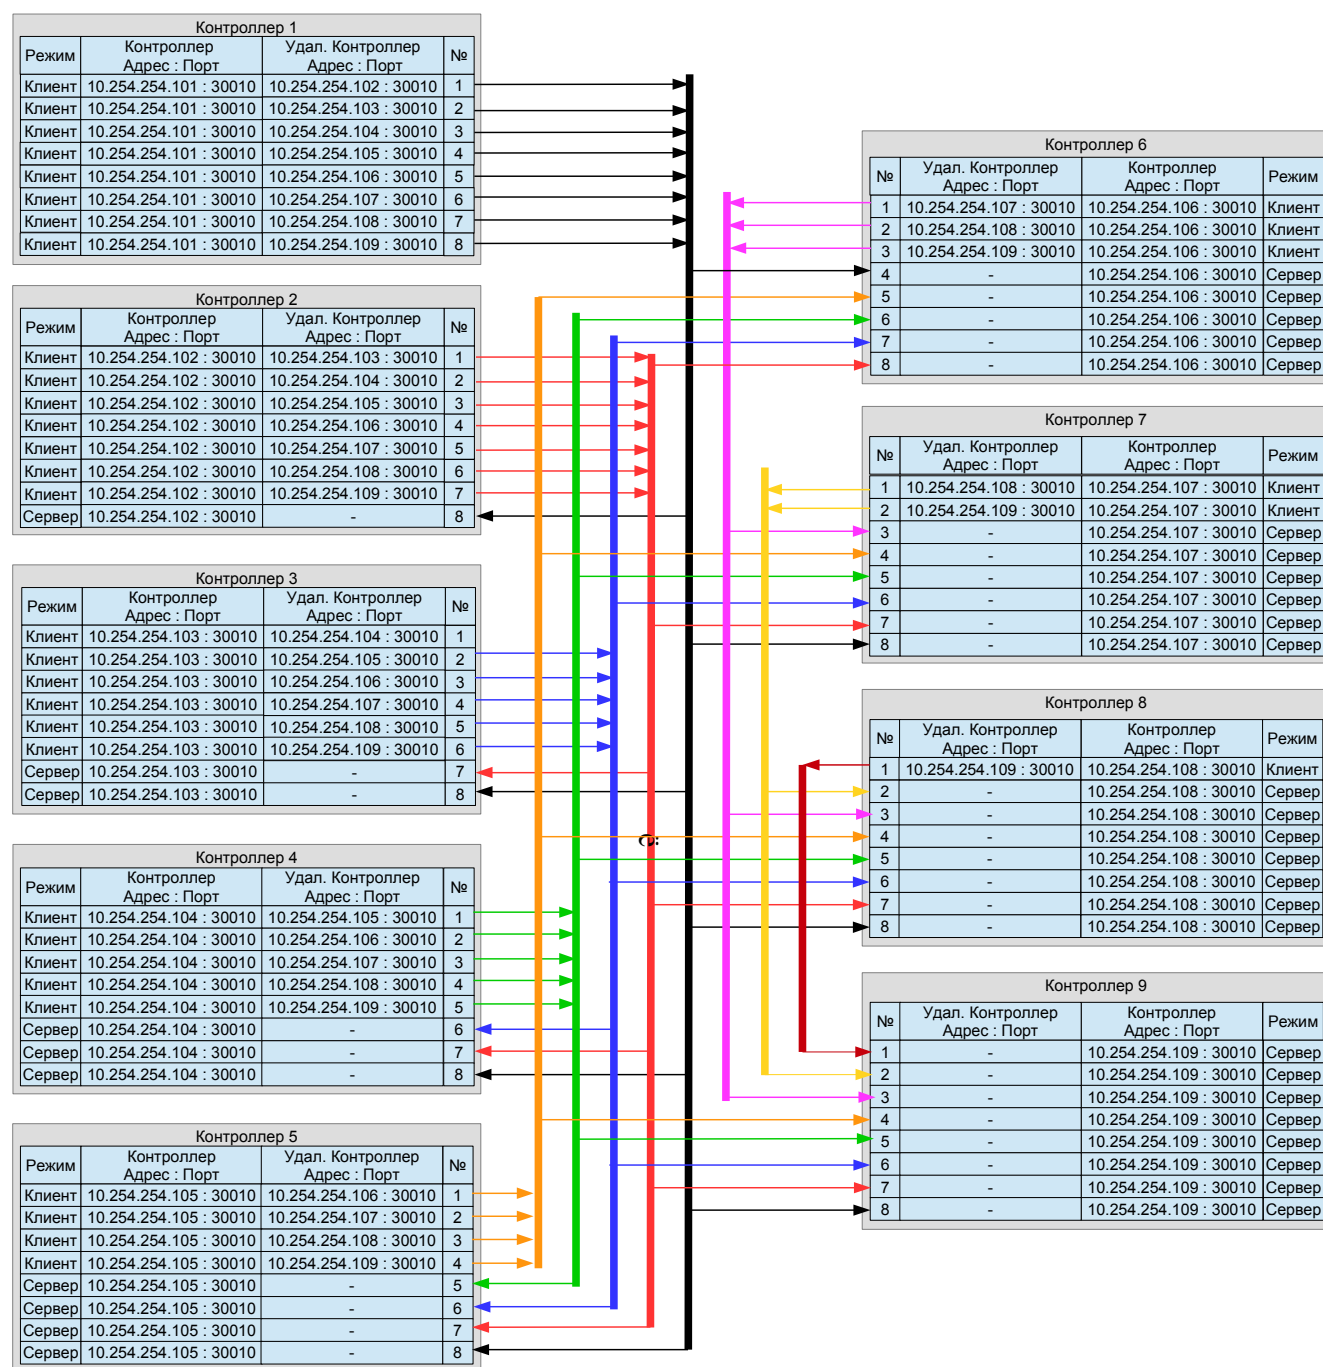 Контроллер 1
Режим Контроллер Адрес : Порт Удал. Контроллер Адрес : Порт №
Клиент 10.254.254.101 : 30010 10.254.254.102 : 30010 1
Клиент 10.254.254.101 : 30010 10.254.254.103 : 30010 2
Клиент 10.254.254.101 : 30010 10.254.254.104 : 30010 3
Клиент 10.254.254.101 : 30010 10.254.254.105 : 30010 4
Клиент 10.254.254.101 : 30010 10.254.254.106 : 30010 5
Клиент 10.254.254.101 : 30010 10.254.254.107 : 30010 6
Клиент 10.254.254.101 : 30010 10.254.254.108 : 30010 7
Клиент 10.254.254.101 : 30010 10.254.254.109 : 30010 8
Контроллер 2
Режим Контроллер Адрес : Порт Удал. Контроллер Адрес : Порт №
Клиент 10.254.254.102 : 30010 10.254.254.103 : 30010 1
Клиент 10.254.254.102 : 30010 10.254.254.104 : 30010 2
Клиент 10.254.254.102 : 30010 10.254.254.105 : 30010 3
Клиент 10.254.254.102 : 30010 10.254.254.106 : 30010 4
Клиент 10.254.254.102 : 30010 10.254.254.107 : 30010 5
Клиент 10.254.254.102 : 30010 10.254.254.108 : 30010 6
Клиент 10.254.254.102 : 30010 10.254.254.109 : 30010 7
Сервер 10.254.254.102 : 30010 - 8
Контроллер 3
Режим Контроллер Адрес : Порт Удал. Контроллер Адрес : Порт №
Клиент 10.254.254.103 : 30010 10.254.254.104 : 30010 1
Клиент 10.254.254.103 : 30010 10.254.254.105 : 30010 2
Клиент 10.254.254.103 : 30010 10.254.254.106 : 30010 3
Клиент 10.254.254.103 : 30010 10.254.254.107 : 30010 4
Клиент 10.254.254.103 : 30010 10.254.254.108 : 30010 5
Клиент 10.254.254.103 : 30010 10.254.254.109 : 30010 6
Сервер 10.254.254.103 : 30010 - 7
Сервер 10.254.254.103 : 30010 - 8
Контроллер 4
Режим Контроллер Адрес : Порт Удал. Контроллер Адрес : Порт №
Клиент 10.254.254.104 : 30010 10.254.254.105 : 30010 1
Клиент 10.254.254.104 : 30010 10.254.254.106 : 30010 2
Клиент 10.254.254.104 : 30010 10.254.254.107 : 30010 3
Клиент 10.254.254.104 : 30010 10.254.254.108 : 30010 4
Клиент 10.254.254.104 : 30010 10.254.254.109 : 30010 5
Сервер 10.254.254.104 : 30010 - 6
Сервер 10.254.254.104 : 30010 - 7
Сервер 10.254.254.104 : 30010 - 8
Контроллер 5
Режим Контроллер Адрес : Порт Удал. Контроллер Адрес : Порт №
Клиент 10.254.254.105 : 30010 10.254.254.106 : 30010 1
Клиент 10.254.254.105 : 30010 10.254.254.107 : 30010 2
Клиент 10.254.254.105 : 30010 10.254.254.108 : 30010 3
Клиент 10.254.254.105 : 30010 10.254.254.109 : 30010 4
Сервер 10.254.254.105 : 30010 - 5
Сервер 10.254.254.105 : 30010 - 6
Сервер 10.254.254.105 : 30010 - 7
Сервер 10.254.254.105 : 30010 - 8
Контроллер 6
№ Удал. Контроллер Адрес : Порт Контроллер Адрес : Порт Режим
1 10.254.254.107 : 30010 10.254.254.106 : 30010 Клиент
2 10.254.254.108 : 30010 10.254.254.106 : 30010 Клиент
3 10.254.254.109 : 30010 10.254.254.106 : 30010 Клиент
4 - 10.254.254.106 : 30010 Сервер
5 - 10.254.254.106 : 30010 Сервер
6 - 10.254.254.106 : 30010 Сервер
7 - 10.254.254.106 : 30010 Сервер
8 - 10.254.254.106 : 30010 Сервер
Контроллер 7
№ Удал. Контроллер Адрес : Порт Контроллер Адрес : Порт Режим
1 10.254.254.108 : 30010 10.254.254.107 : 30010 Клиент
2 10.254.254.109 : 30010 10.254.254.107 : 30010 Клиент
3 - 10.254.254.107 : 30010 Сервер
4 - 10.254.254.107 : 30010 Сервер
5 - 10.254.254.107 : 30010 Сервер
6 - 10.254.254.107 : 30010 Сервер
7 - 10.254.254.107 : 30010 Сервер
8 - 10.254.254.107 : 30010 Сервер
Контроллер 8
№ Удал. Контроллер Адрес : Порт Контроллер Адрес : Порт Режим
1 10.254.254.109 : 30010 10.254.254.108 : 30010 Клиент
2 - 10.254.254.108 : 30010 Сервер
3 - 10.254.254.108 : 30010 Сервер
4 - 10.254.254.108 : 30010 Сервер
5 - 10.254.254.108 : 30010 Сервер
6 - 10.254.254.108 : 30010 Сервер
7 - 10.254.254.108 : 30010 Сервер
8 - 10.254.254.108 : 30010 Сервер
Контроллер 9
№ Удал. Контроллер Адрес : Порт Контроллер Адрес : Порт Режим
1 - 10.254.254.109 : 30010 Сервер
2 - 10.254.254.109 : 30010 Сервер
3 - 10.254.254.109 : 30010 Сервер
4 - 10.254.254.109 : 30010 Сервер
5 - 10.254.254.109 : 30010 Сервер
6 - 10.254.254.109 : 30010 Сервер
7 - 10.254.254.109 : 30010 Сервер
8 - 10.254.254.109 : 30010 Сервер